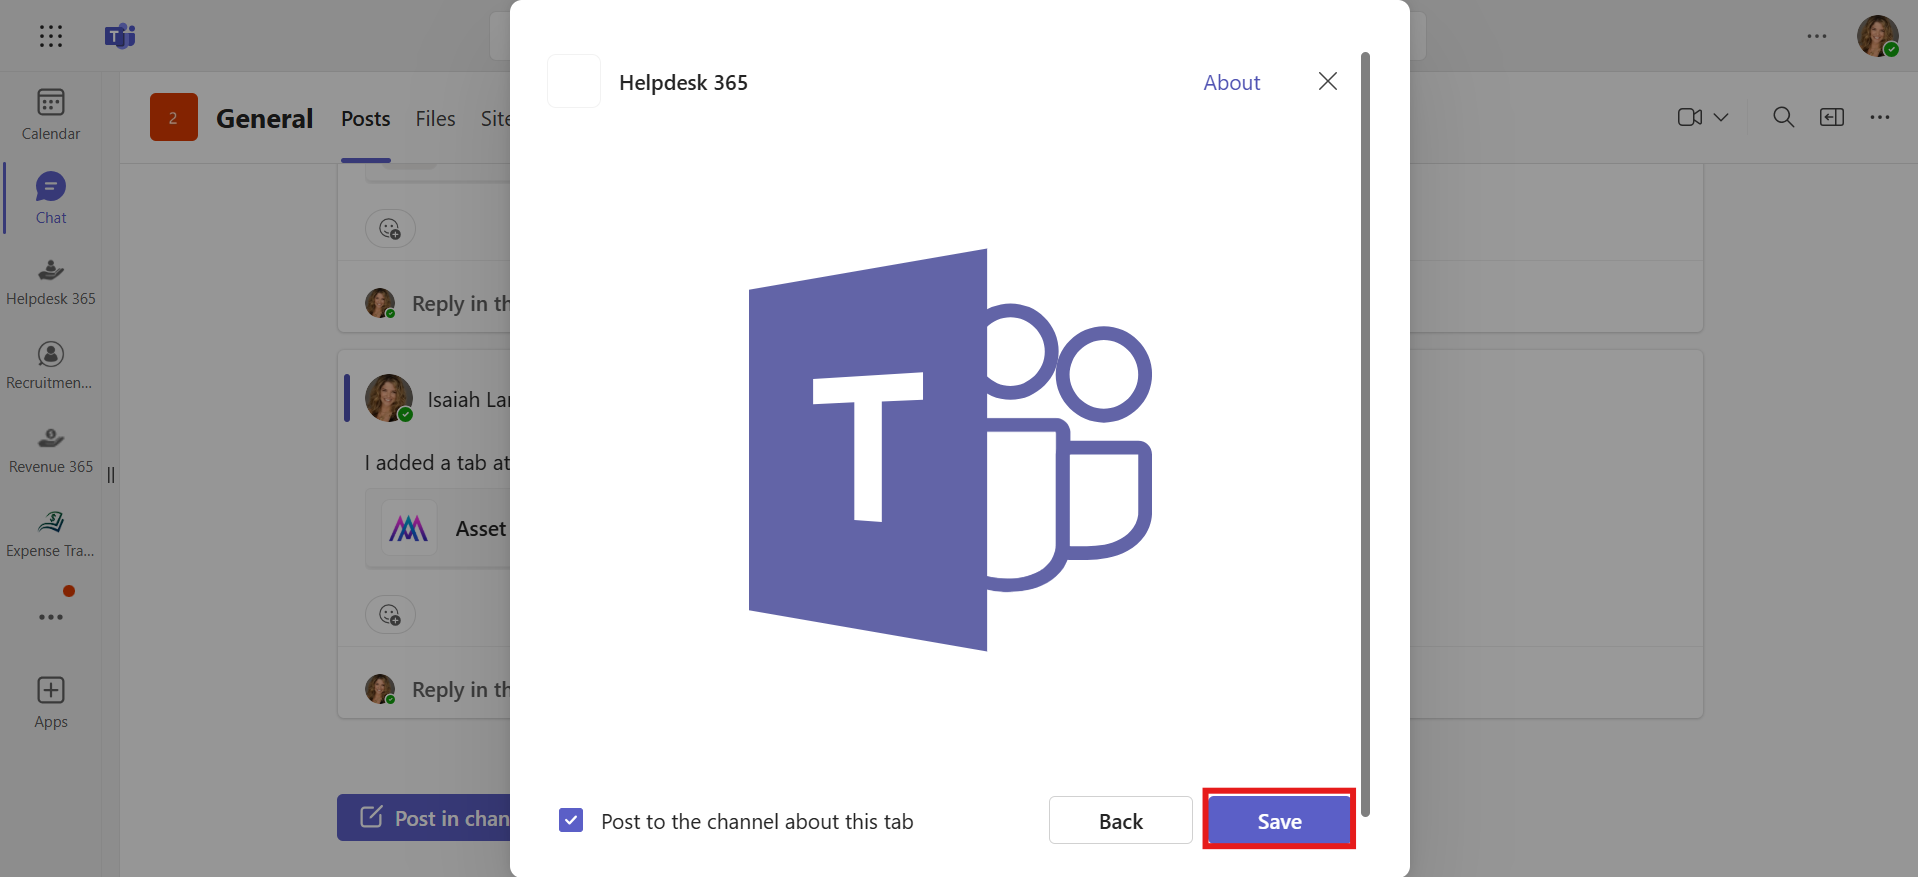 T
Calendar
Chat
Helpdesk 365
Recruitmen...
Revenue 365
Expense Tra...
Apps
2
General
Posts
Files
Site
Reply in th
Isaiah Lar
I added a tab at
Asset
Reply in th
Post in chan
Helpdesk 365
About
T
Post to the channel about this tab
Back
Save